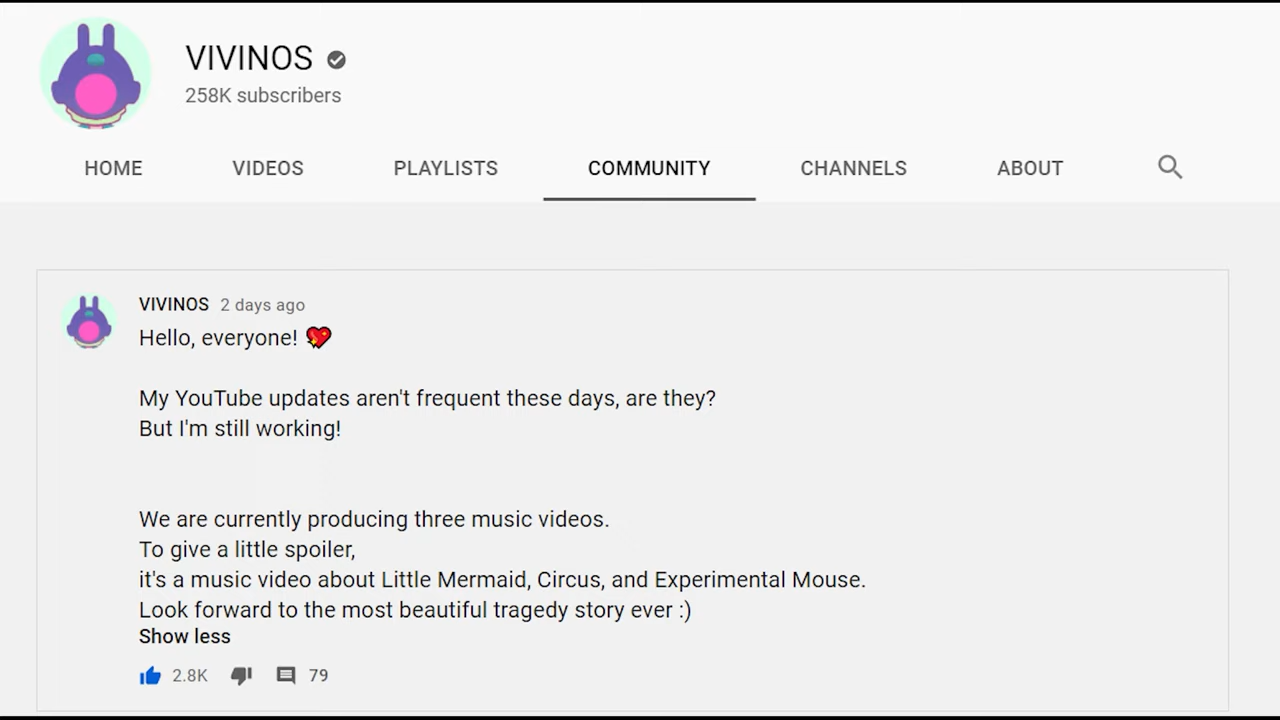 VIVINOS
258K subscribers
HOME VIDEOS PLAYLISTS COMMUNITY CHANNELS ABOUT
VIVINOS 2 days ago
Hello, everyone! 💖
My YouTube updates aren't frequent these days, are they?
But I'm still working!
We are currently producing three music videos.
To give a little spoiler,
it's a music video about Little Mermaid, Circus, and Experimental Mouse.
Look forward to the most beautiful tragedy story ever :)
Show less
2.8K 79